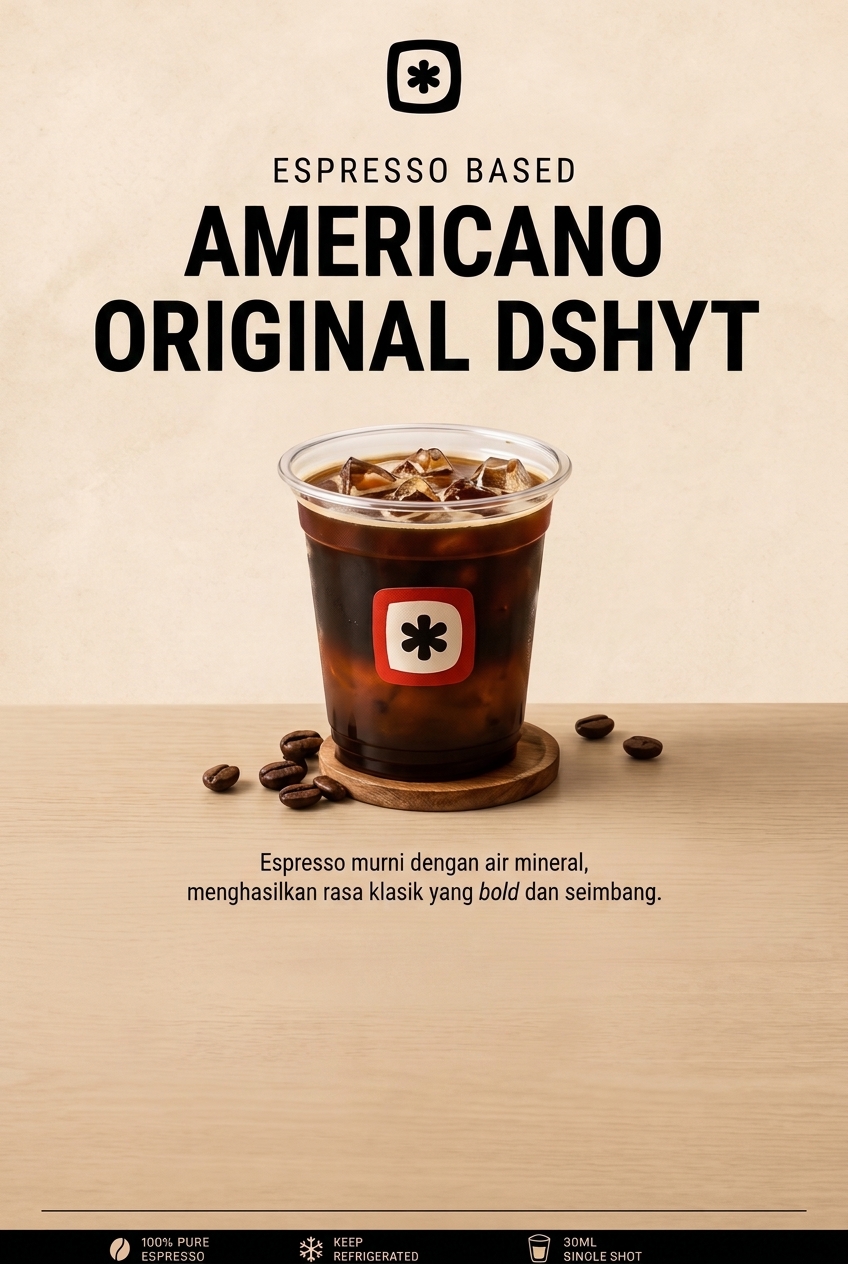 ESPRESSO BASED
AMERICANO
ORIGINAL DSHYT
Espresso murni dengan air mineral,
menghasilkan rasa klasik yang bold dan seimbang.
100% PURE
ESPRESSO
KEEP
REFRIGERATED
30ML
SINOLE SHOT